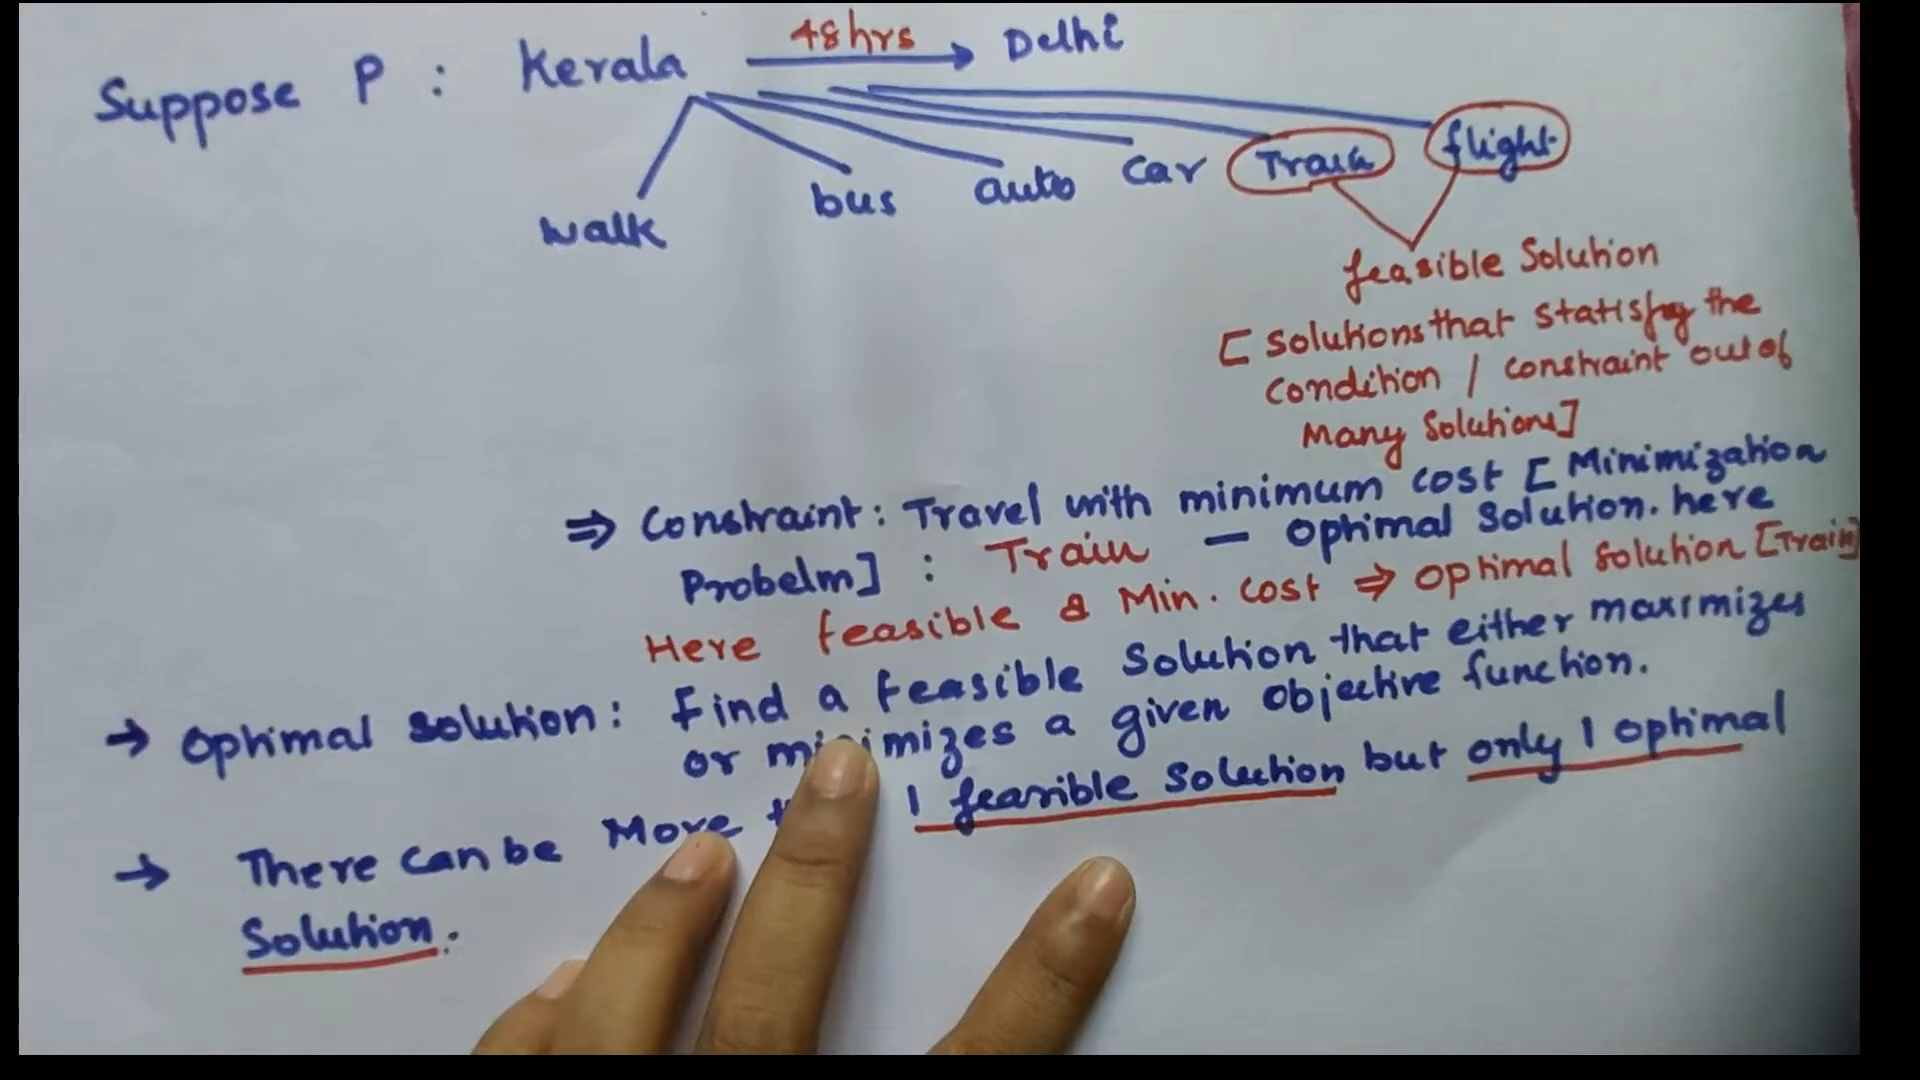 Suppose P : Kerala 48hrs → Delhi
walk bus auto car Train flight
feasible Solution
[ Solutions that statisfy the
condition / constraint out of
many Solutions]
⇒ Constraint: Travel with minimum cost [ Minimization
Probelm] : Train — optimal Solution. here
Here feasible & Min. cost ⇒ optimal solution [Train]
→ Optimal solution: Find a feasible Solution that either maximizes
or minimizes a given objective function.
→ There can be More 1 feasible solution but only 1 optimal
Solution.